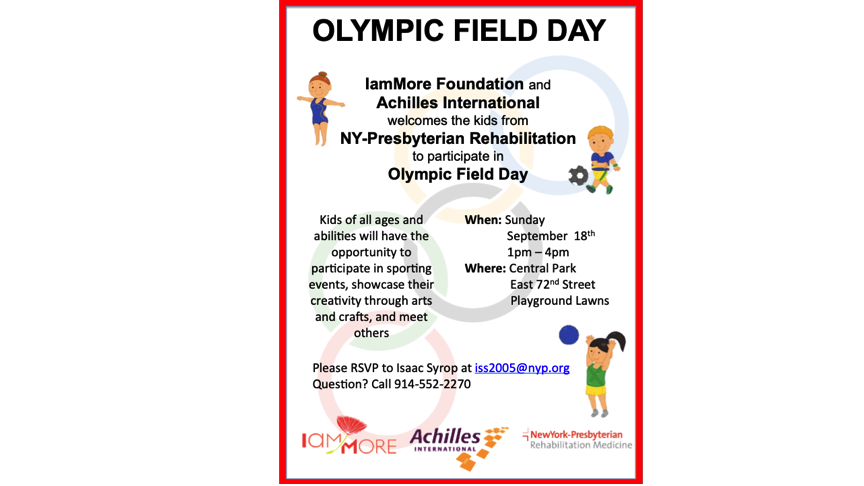 OLYMPIC FIELD DAY
IamMore Foundation and
Achilles International
welcomes the kids from
NY-Presbyterian Rehabilitation
to participate in
Olympic Field Day
Kids of all ages and
abilities will have the
opportunity to
participate in sporting
events, showcase their
creativity through arts
and crafts, and meet
others
When: Sunday
September 18th
1pm – 4pm
Where: Central Park
East 72nd Street
Playground Lawns
Please RSVP to Isaac Syrop at iss2005@nyp.org
Question? Call 914-552-2270
IamMORE
Achilles
INTERNATIONAL
NewYork-Presbyterian
Rehabilitation Medicine